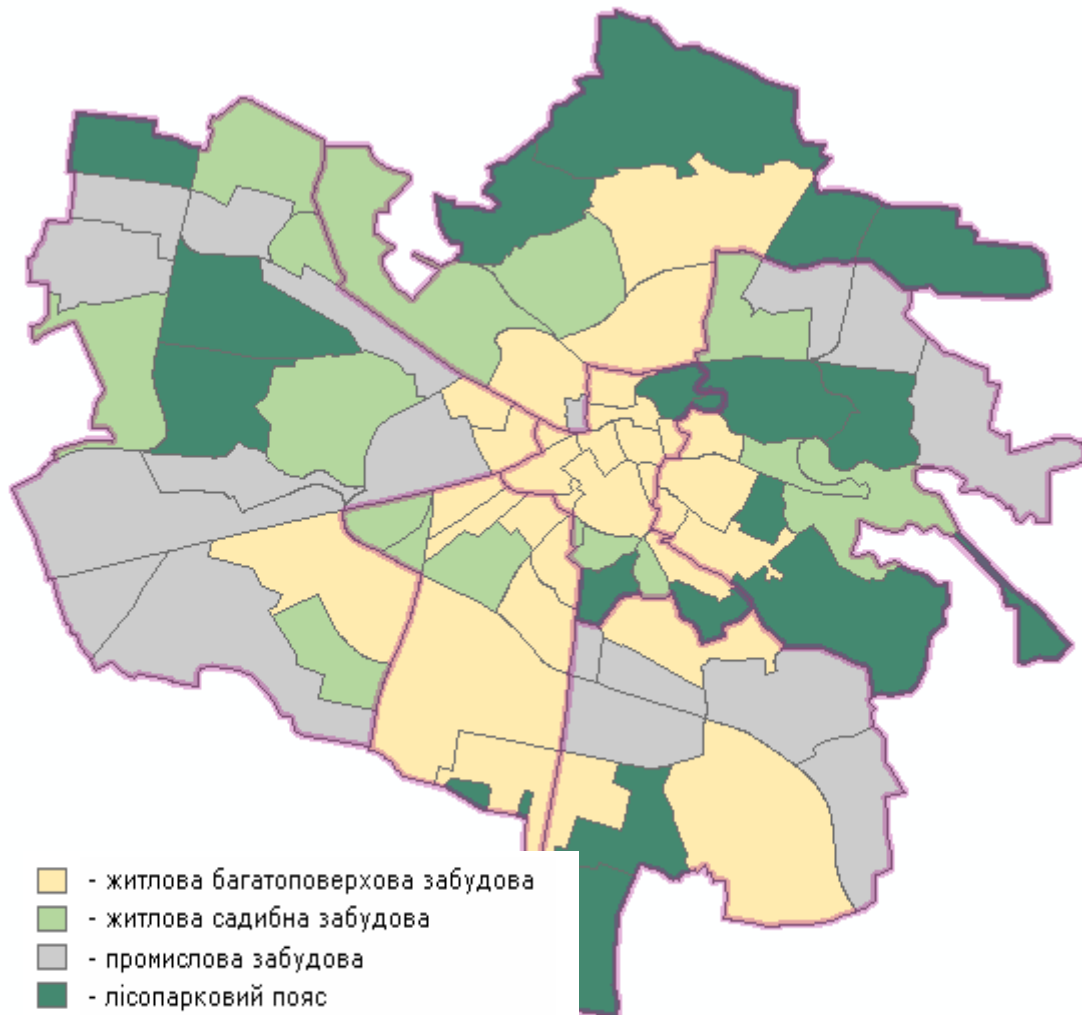 - житлова багатоповерхова забудова
- житлова садибна забудова
- промислова забудова
- лісопарковий пояс